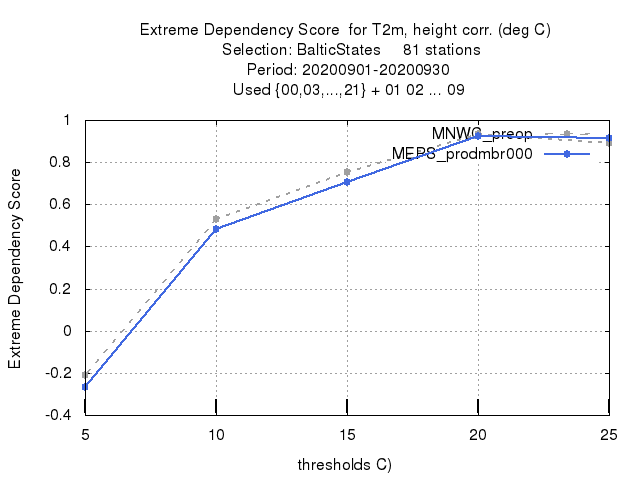 Extreme Dependency Score  for T2m, height corr. (deg C)
Selection: BalticStates     81 stations
Period: 20200901-20200930
Used {00,03,...,21} + 01 02 ... 09
MNWC_preop
MEPS_prodmbr000
Extreme Dependency Score
1
0.8
0.6
0.4
0.2
0
-0.2
-0.4
5 10 15 20 25
thresholds C)